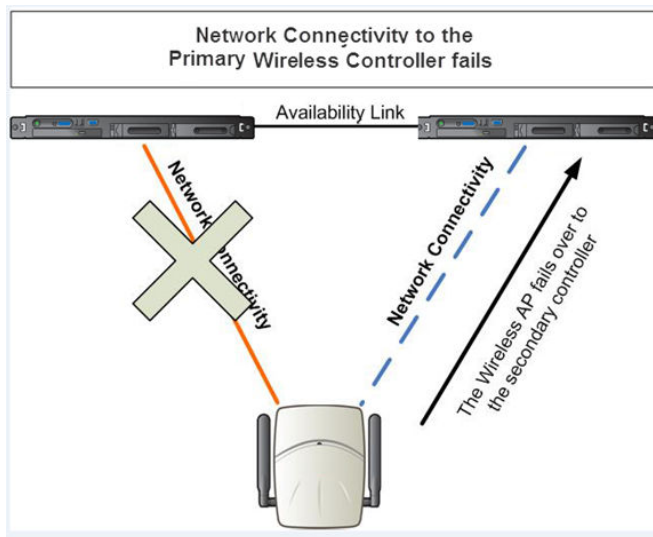 Network Connectivity to the
Primary Wireless Controller fails
Availability Link
Network Connectivity
Network Connectivity
The Wireless AP fails over to
the secondary controller